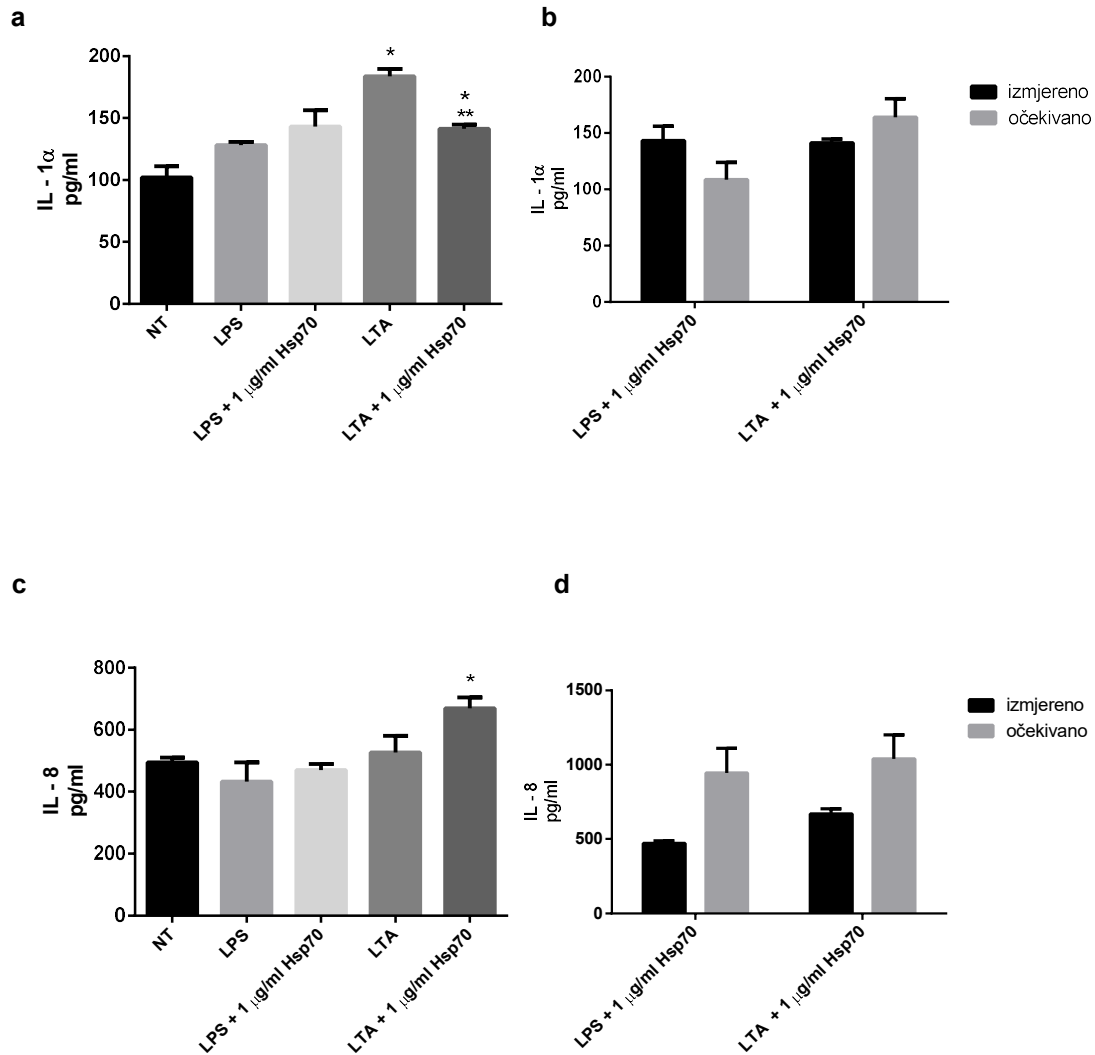 a
200
150
100
50
0
IL - 1α
pg/ml
*
*
**
NT
LPS
LPS + 1 μg/ml Hsp70
LTA
LTA + 1 μg/ml Hsp70
b
200
150
100
50
0
IL - 1α
pg/ml
izmjereno
očekivano
LPS + 1 μg/ml Hsp70
LTA + 1 μg/ml Hsp70
c
800
600
400
200
0
IL - 8
pg/ml
*
NT
LPS
LPS + 1 μg/ml Hsp70
LTA
LTA + 1 μg/ml Hsp70
d
1500
1000
500
0
IL - 8
pg/ml
izmjereno
očekivano
LPS + 1 μg/ml Hsp70
LTA + 1 μg/ml Hsp70